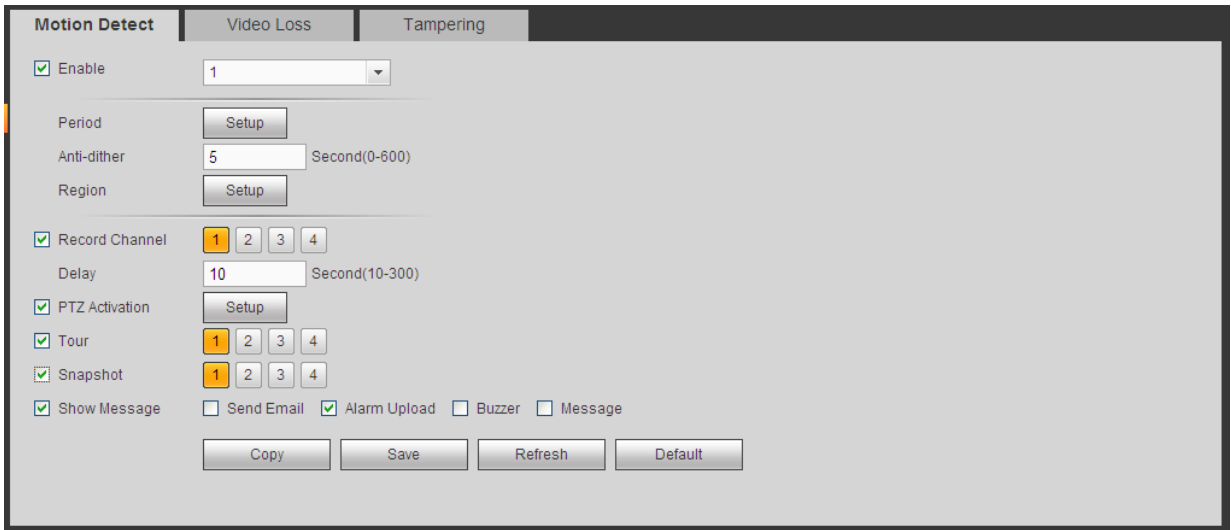 Motion Detect Video Loss Tampering
Enable 1
Period Setup
Anti-dither 5 Second(0-600)
Region Setup
Record Channel 1 2 3 4
Delay 10 Second(10-300)
PTZ Activation Setup
Tour 1 2 3 4
Snapshot 1 2 3 4
Show Message Send Email Alarm Upload Buzzer Message
Copy Save Refresh Default